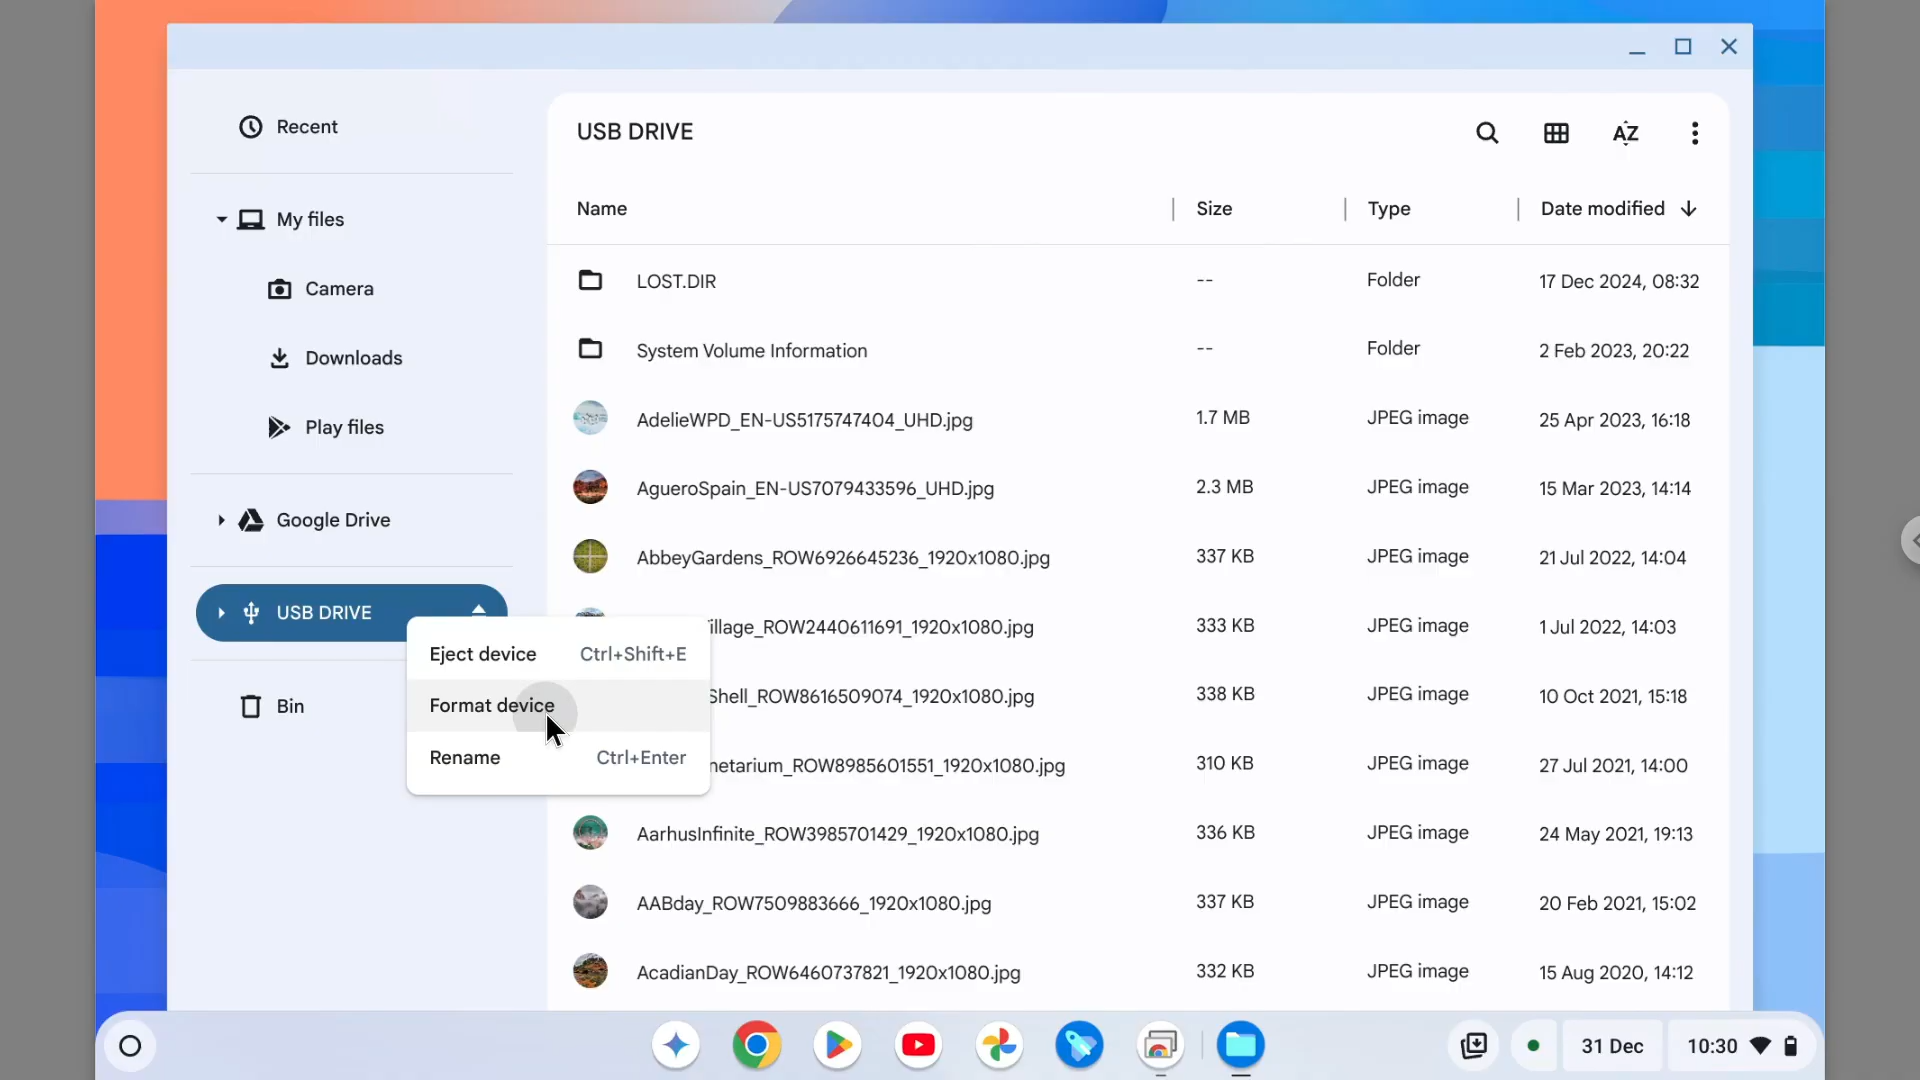 Recent
My files
Camera
Downloads
Play files
Google Drive
USB DRIVE
Bin
Eject device Ctrl+Shift+E
Format device
Rename Ctrl+Enter
USB DRIVE
AZ
Name Size Type Date modified
LOST.DIR -- Folder 17 Dec 2024, 08:32
System Volume Information -- Folder 2 Feb 2023, 20:22
AdelieWPD_EN-US5175747404_UHD.jpg 1.7 MB JPEG image 25 Apr 2023, 16:18
AgueroSpain_EN-US7079433596_UHD.jpg 2.3 MB JPEG image 15 Mar 2023, 14:14
AbbeyGardens_ROW6926645236_1920x1080.jpg 337 KB JPEG image 21 Jul 2022, 14:04
illage_ROW2440611691_1920x1080.jpg 333 KB JPEG image 1 Jul 2022, 14:03
Shell_ROW8616509074_1920x1080.jpg 338 KB JPEG image 10 Oct 2021, 15:18
netarium_ROW8985601551_1920x1080.jpg 310 KB JPEG image 27 Jul 2021, 14:00
AarhusInfinite_ROW3985701429_1920x1080.jpg 336 KB JPEG image 24 May 2021, 19:13
AABday_ROW7509883666_1920x1080.jpg 337 KB JPEG image 20 Feb 2021, 15:02
AcadianDay_ROW6460737821_1920x1080.jpg 332 KB JPEG image 15 Aug 2020, 14:12
31 Dec 10:30